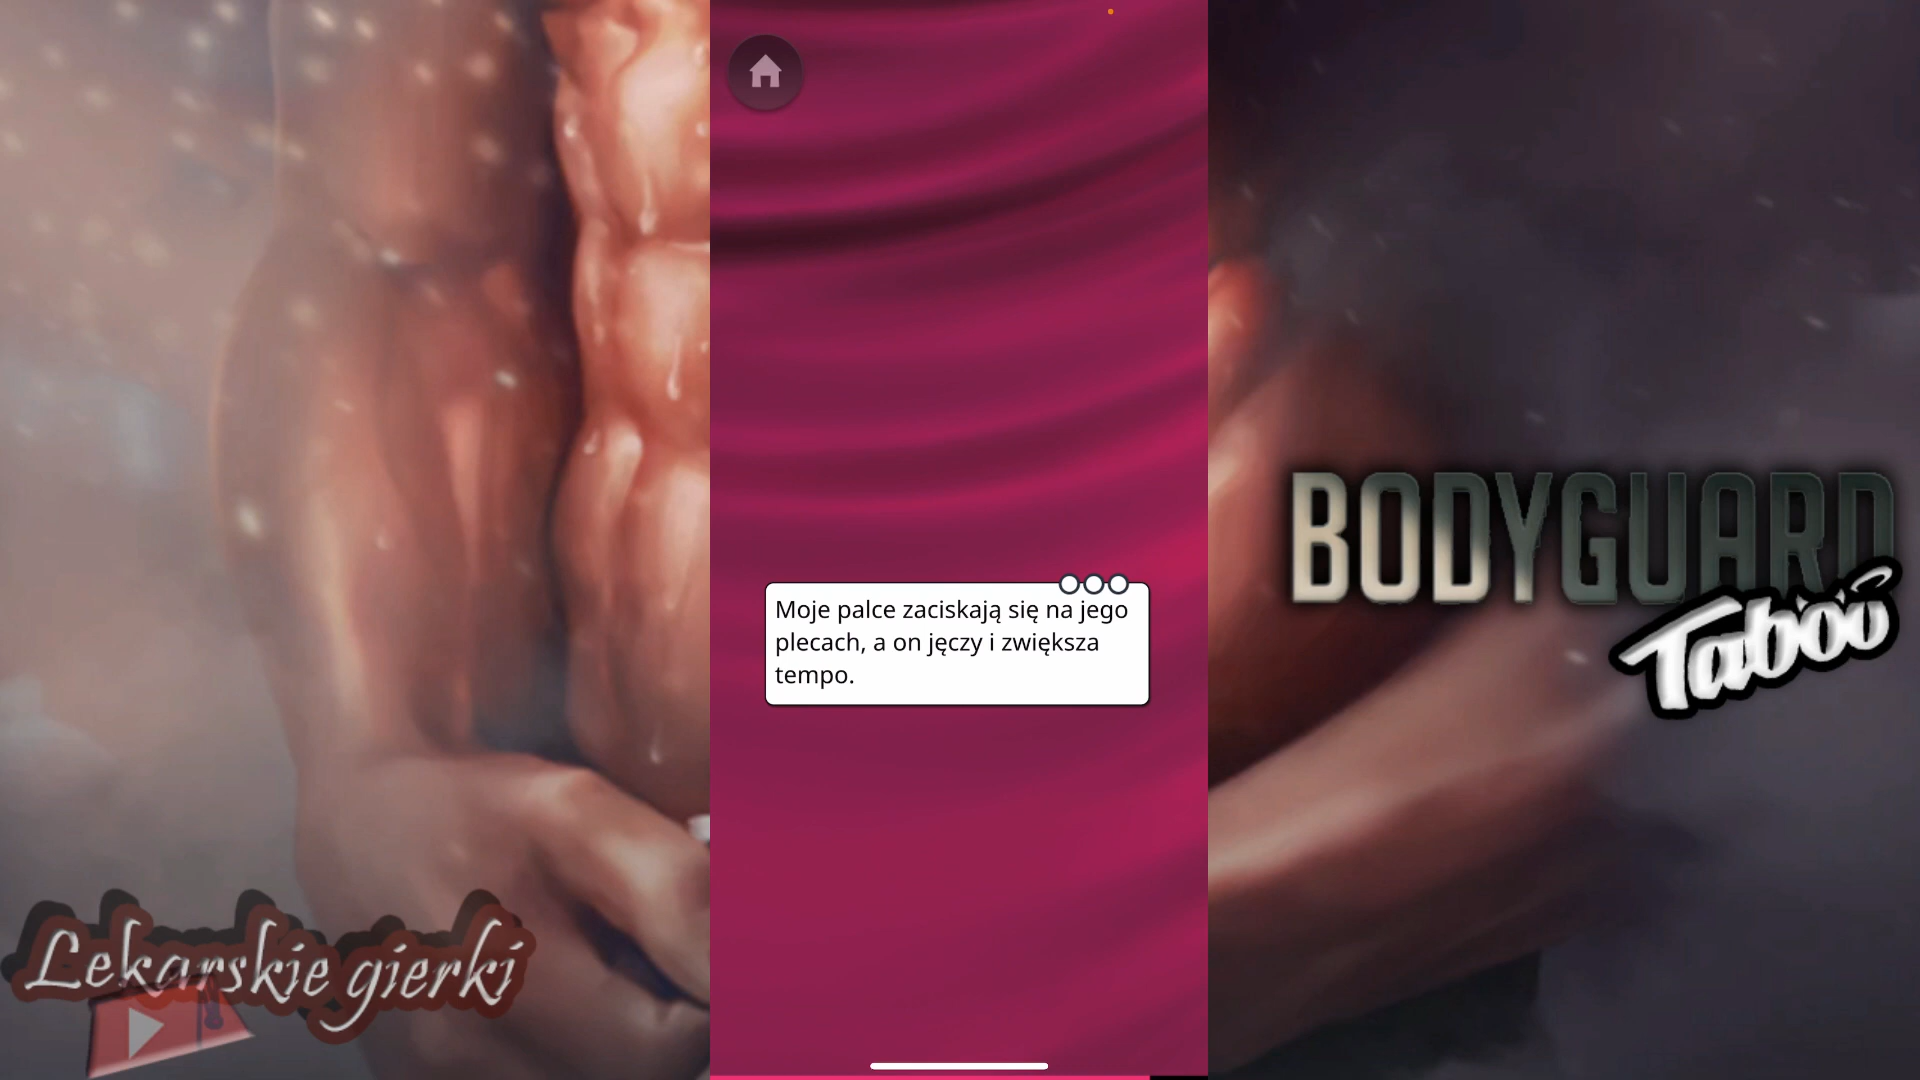 Moje palce zaciskają się na jego
plecach, a on jęczy i zwiększa
tempo.
BODYGUARD
Taboo
Lekarskie gierki